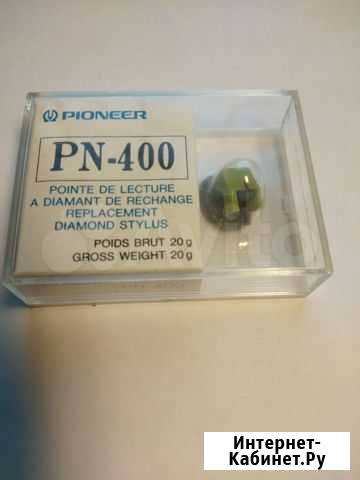 PIONEER
PN-400
POINTE DE LECTURE
A DIAMANT DE RECHANGE
REPLACEMENT
DIAMOND STYLUS
POIDS BRUT 20g
GROSS WEIGHT 20g
Avito
Интернет-
Кабинет.Ру